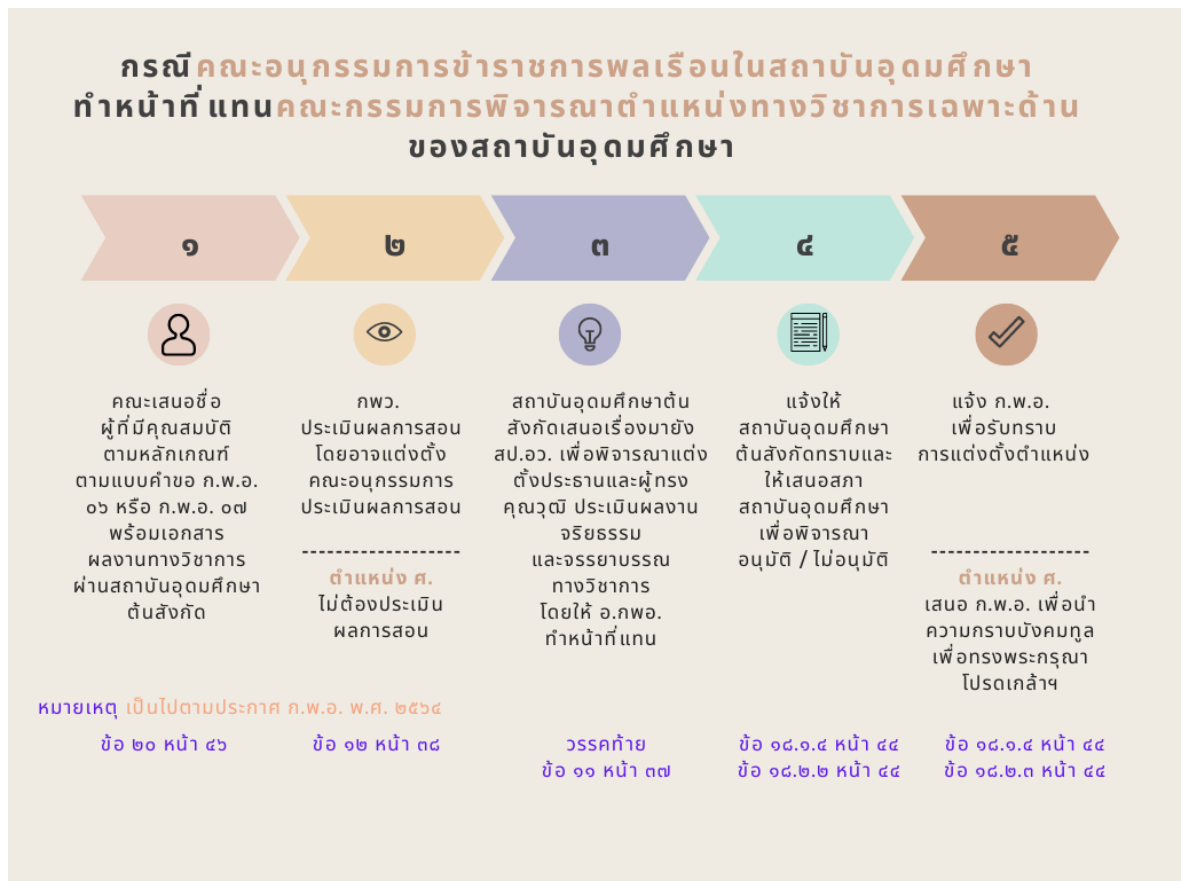 กรณีคณะอนุกรรมการข้าราชการพลเรือนในสถาบันอุดมศึกษา
ทำหน้าที่แทนคณะกรรมการพิจารณาตำแหน่งทางวิชาการเฉพาะด้าน
ของสถาบันอุดมศึกษา
๑
๒
๓
๔
๕
คณะเสนอชื่อ
ผู้ที่มีคุณสมบัติ
ตามหลักเกณฑ์
ตามแบบคำขอ ก.พ.อ.
๐๖ หรือ ก.พ.อ. ๐๗
พร้อมเอกสาร
ผลงานทางวิชาการ
ผ่านสถาบันอุดมศึกษา
ต้นสังกัด
กพว.
ประเมินผลการสอน
โดยอาจแต่งตั้ง
คณะอนุกรรมการ
ประเมินผลการสอน
-------------------
ตำแหน่ง ศ.
ไม่ต้องประเมิน
ผลการสอน
สถาบันอุดมศึกษาต้น
สังกัดเสนอเรื่องมายัง
สป.อว. เพื่อพิจารณาแต่ง
ตั้งประธานและผู้ทรง
คุณวุฒิ ประเมินผลงาน
จริยธรรม
และจรรยาบรรณ
ทางวิชาการ
โดยให้ อ.กพอ.
ทำหน้าที่แทน
แจ้งให้
สถาบันอุดมศึกษา
ต้นสังกัดทราบและ
ให้เสนอสภา
สถาบันอุดมศึกษา
เพื่อพิจารณา
อนุมัติ / ไม่อนุมัติ
แจ้ง ก.พ.อ.
เพื่อรับทราบ
การแต่งตั้งตำแหน่ง
-------------------
ตำแหน่ง ศ.
เสนอ ก.พ.อ. เพื่อนำ
ความกราบบังคมทูล
เพื่อทรงพระกรุณา
โปรดเกล้าฯ
หมายเหตุ เป็นไปตามประกาศ ก.พ.อ. พ.ศ. ๒๕๖๔
ข้อ ๒๐ หน้า ๔๖
ข้อ ๑๒ หน้า ๓๘
วรรคท้าย
ข้อ ๑๑ หน้า ๓๗
ข้อ ๑๘.๑.๔ หน้า ๔๔
ข้อ ๑๘.๒.๒ หน้า ๔๔
ข้อ ๑๘.๑.๔ หน้า ๔๔
ข้อ ๑๘.๒.๓ หน้า ๔๔